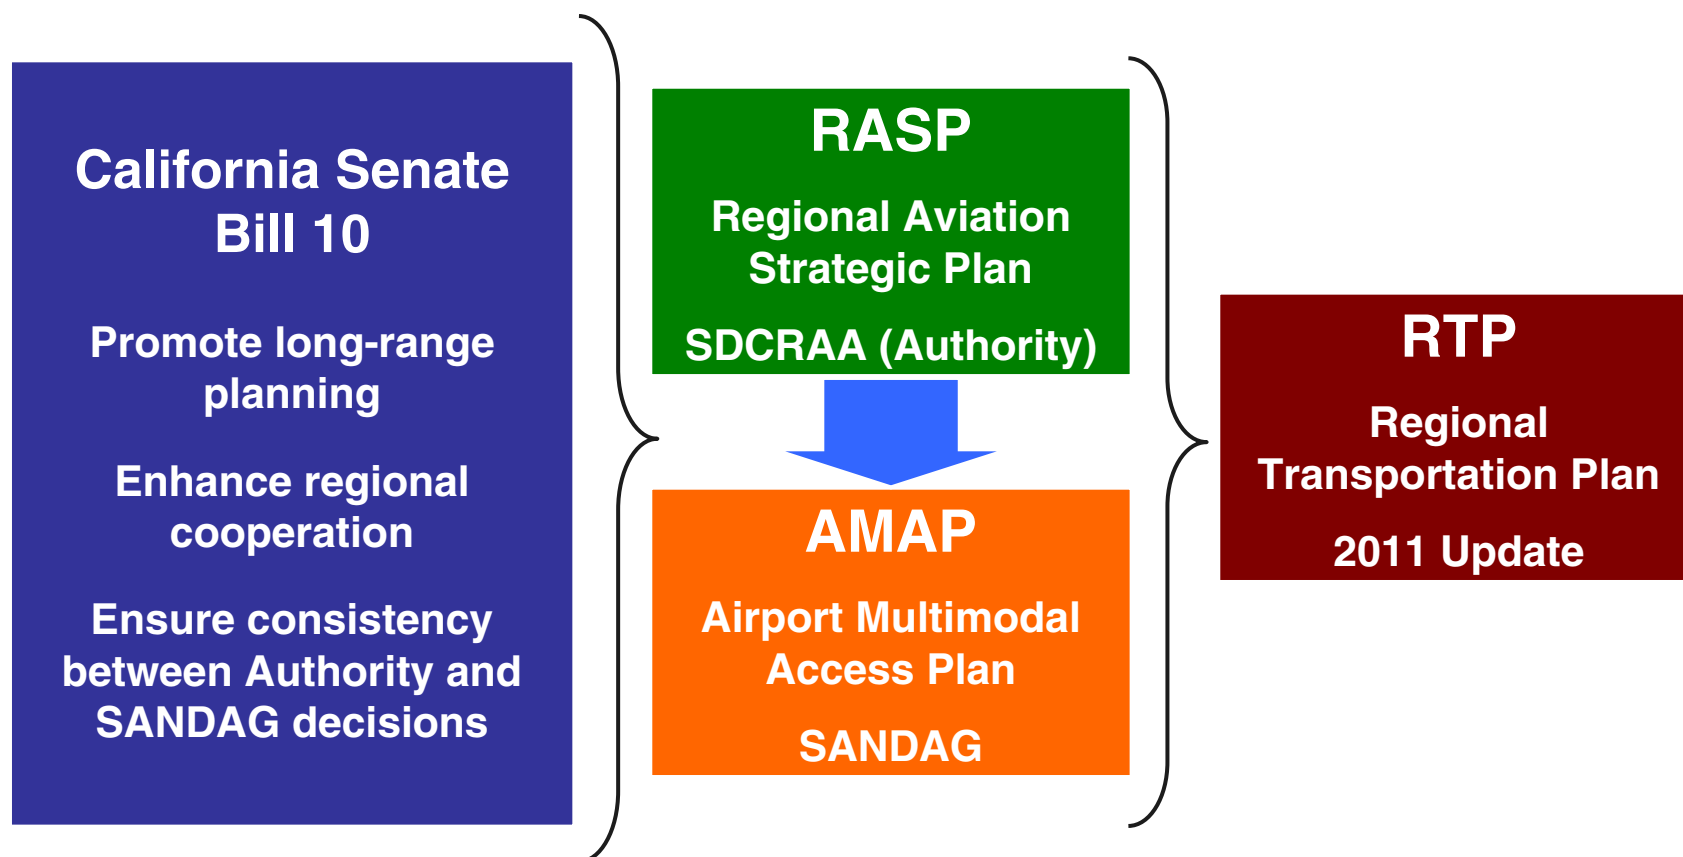 California Senate
Bill 10
Promote long-range
planning
Enhance regional
cooperation
Ensure consistency
between Authority and
SANDAG decisions
RASP
Regional Aviation
Strategic Plan
SDCRAA (Authority)
AMAP
Airport Multimodal
Access Plan
SANDAG
RTP
Regional
Transportation Plan
2011 Update